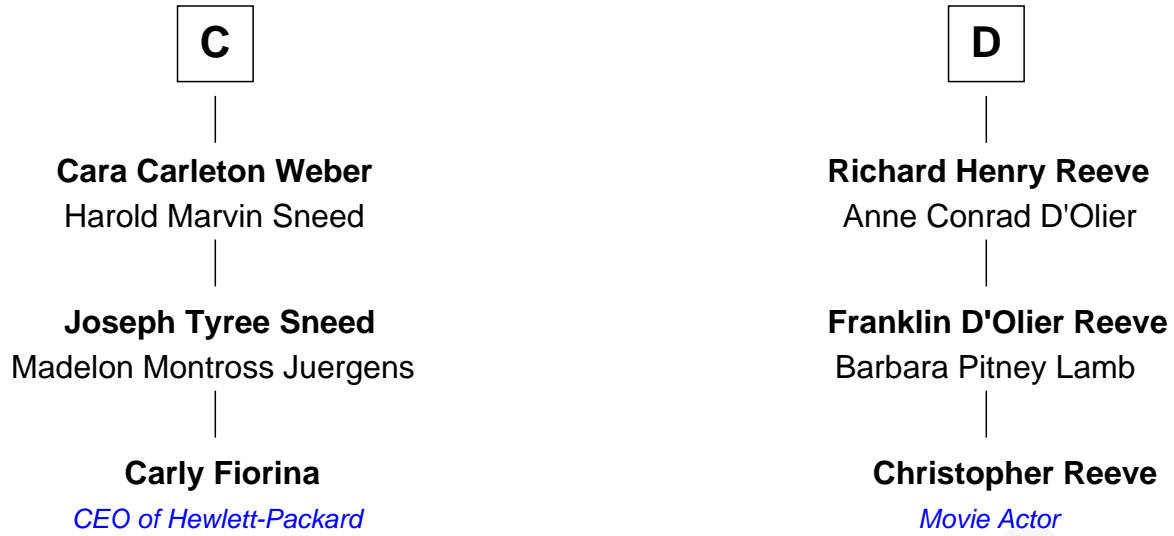 C
Cara Carleton Weber
Harold Marvin Sneed
Joseph Tyree Sneed
Madelon Montross Juergens
Carly Fiorina
CEO of Hewlett-Packard
D
Richard Henry Reeve
Anne Conrad D'Olier
Franklin D'Olier Reeve
Barbara Pitney Lamb
Christopher Reeve
Movie Actor